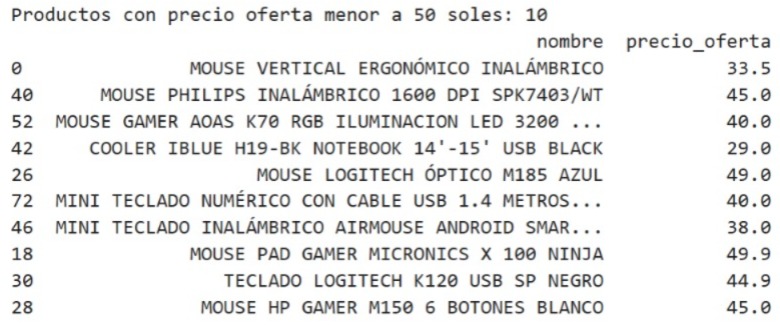 Productos con precio oferta menor a 50 soles: 10
nombre precio_oferta
0 MOUSE VERTICAL ERGONÓMICO INALÁMBRICO 33.5
40 MOUSE PHILIPS INALÁMBRICO 1600 DPI SPK7403/WT 45.0
52 MOUSE GAMER AOAS K70 RGB ILUMINACION LED 3200 ... 40.0
42 COOLER IBLUE H19-BK NOTEBOOK 14'-15' USB BLACK 29.0
26 MOUSE LOGITECH ÓPTICO M185 AZUL 49.0
72 MINI TECLADO NUMÉRICO CON CABLE USB 1.4 METROS... 40.0
46 MINI TECLADO INALÁMBRICO AIRMOUSE ANDROID SMAR... 38.0
18 MOUSE PAD GAMER MICRONICS X 100 NINJA 49.9
30 TECLADO LOGITECH K120 USB SP NEGRO 44.9
28 MOUSE HP GAMER M150 6 BOTONES BLANCO 45.0